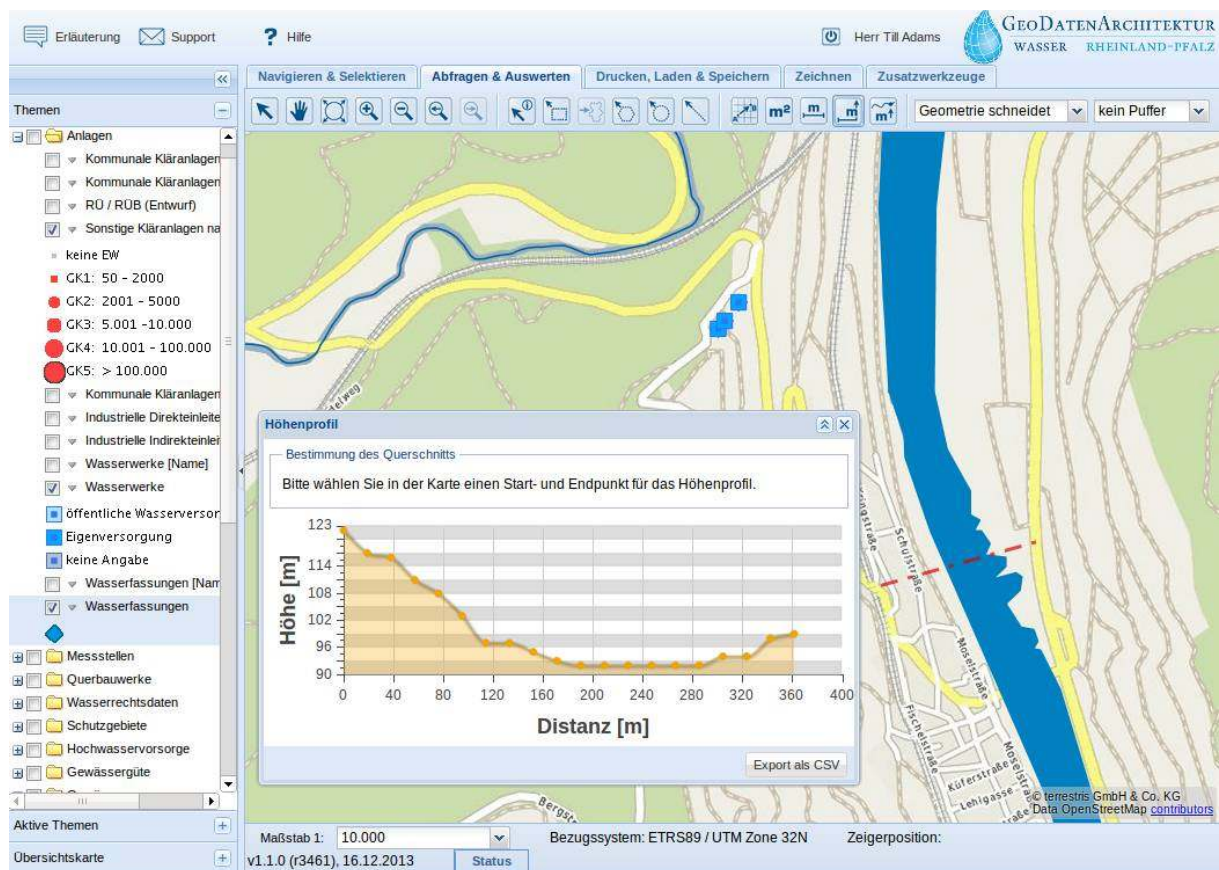 Erläuterung
Support
? Hilfe
Herr Till Adams
GEODATENARCHITEKTUR
WASSER RHEINLAND-PFALZ
Navigieren & Selektieren
Abfragen & Auswerten
Drucken, Laden & Speichern
Zeichnen
Zusatzwerkzeuge
Themen
m²
m
m
m
Geometrie schneidet
kein Puffer
Anlagen
Kommunale Kläranlagen
Kommunale Kläranlagen
RÜ / RÜB (Entwurf)
Sonstige Kläranlagen na
keine EW
GK1: 50 - 2000
GK2: 2001 - 5000
GK3: 5.001 -10.000
GK4: 10.001 - 100.000
GK5: > 100.000
Kommunale Kläranlagen
Industrielle Direkteinleite
Industrielle Indirekteinlei
Wasserwerke [Name]
Wasserwerke
öffentliche Wasserversor
Eigenversorgung
keine Angabe
Wasserfassungen [Nam
Wasserfassungen
Messstellen
Querbauwerke
Wasserrechtsdaten
Schutzgebiete
Hochwasservorsorge
Gewässergüte
Aktive Themen
Übersichtskarte
Höhenprofil
Bestimmung des Querschnitts
Bitte wählen Sie in der Karte einen Start- und Endpunkt für das Höhenprofil.
Höhe [m]
123
114
108
102
96
90
0 40 80 120 160 200 240 280 320 360 400
Distanz [m]
Export als CSV
Schulstraße
Moselstraße
Fischelstraße
Moselstraße
Küferstraße
Lehlgasse
© terrestris GmbH & Co. KG
Data OpenStreetMap contributors
Maßstab 1: 10.000
Bezugssystem: ETRS89 / UTM Zone 32N
Zeigerposition:
v1.1.0 (r3461), 16.12.2013
Status